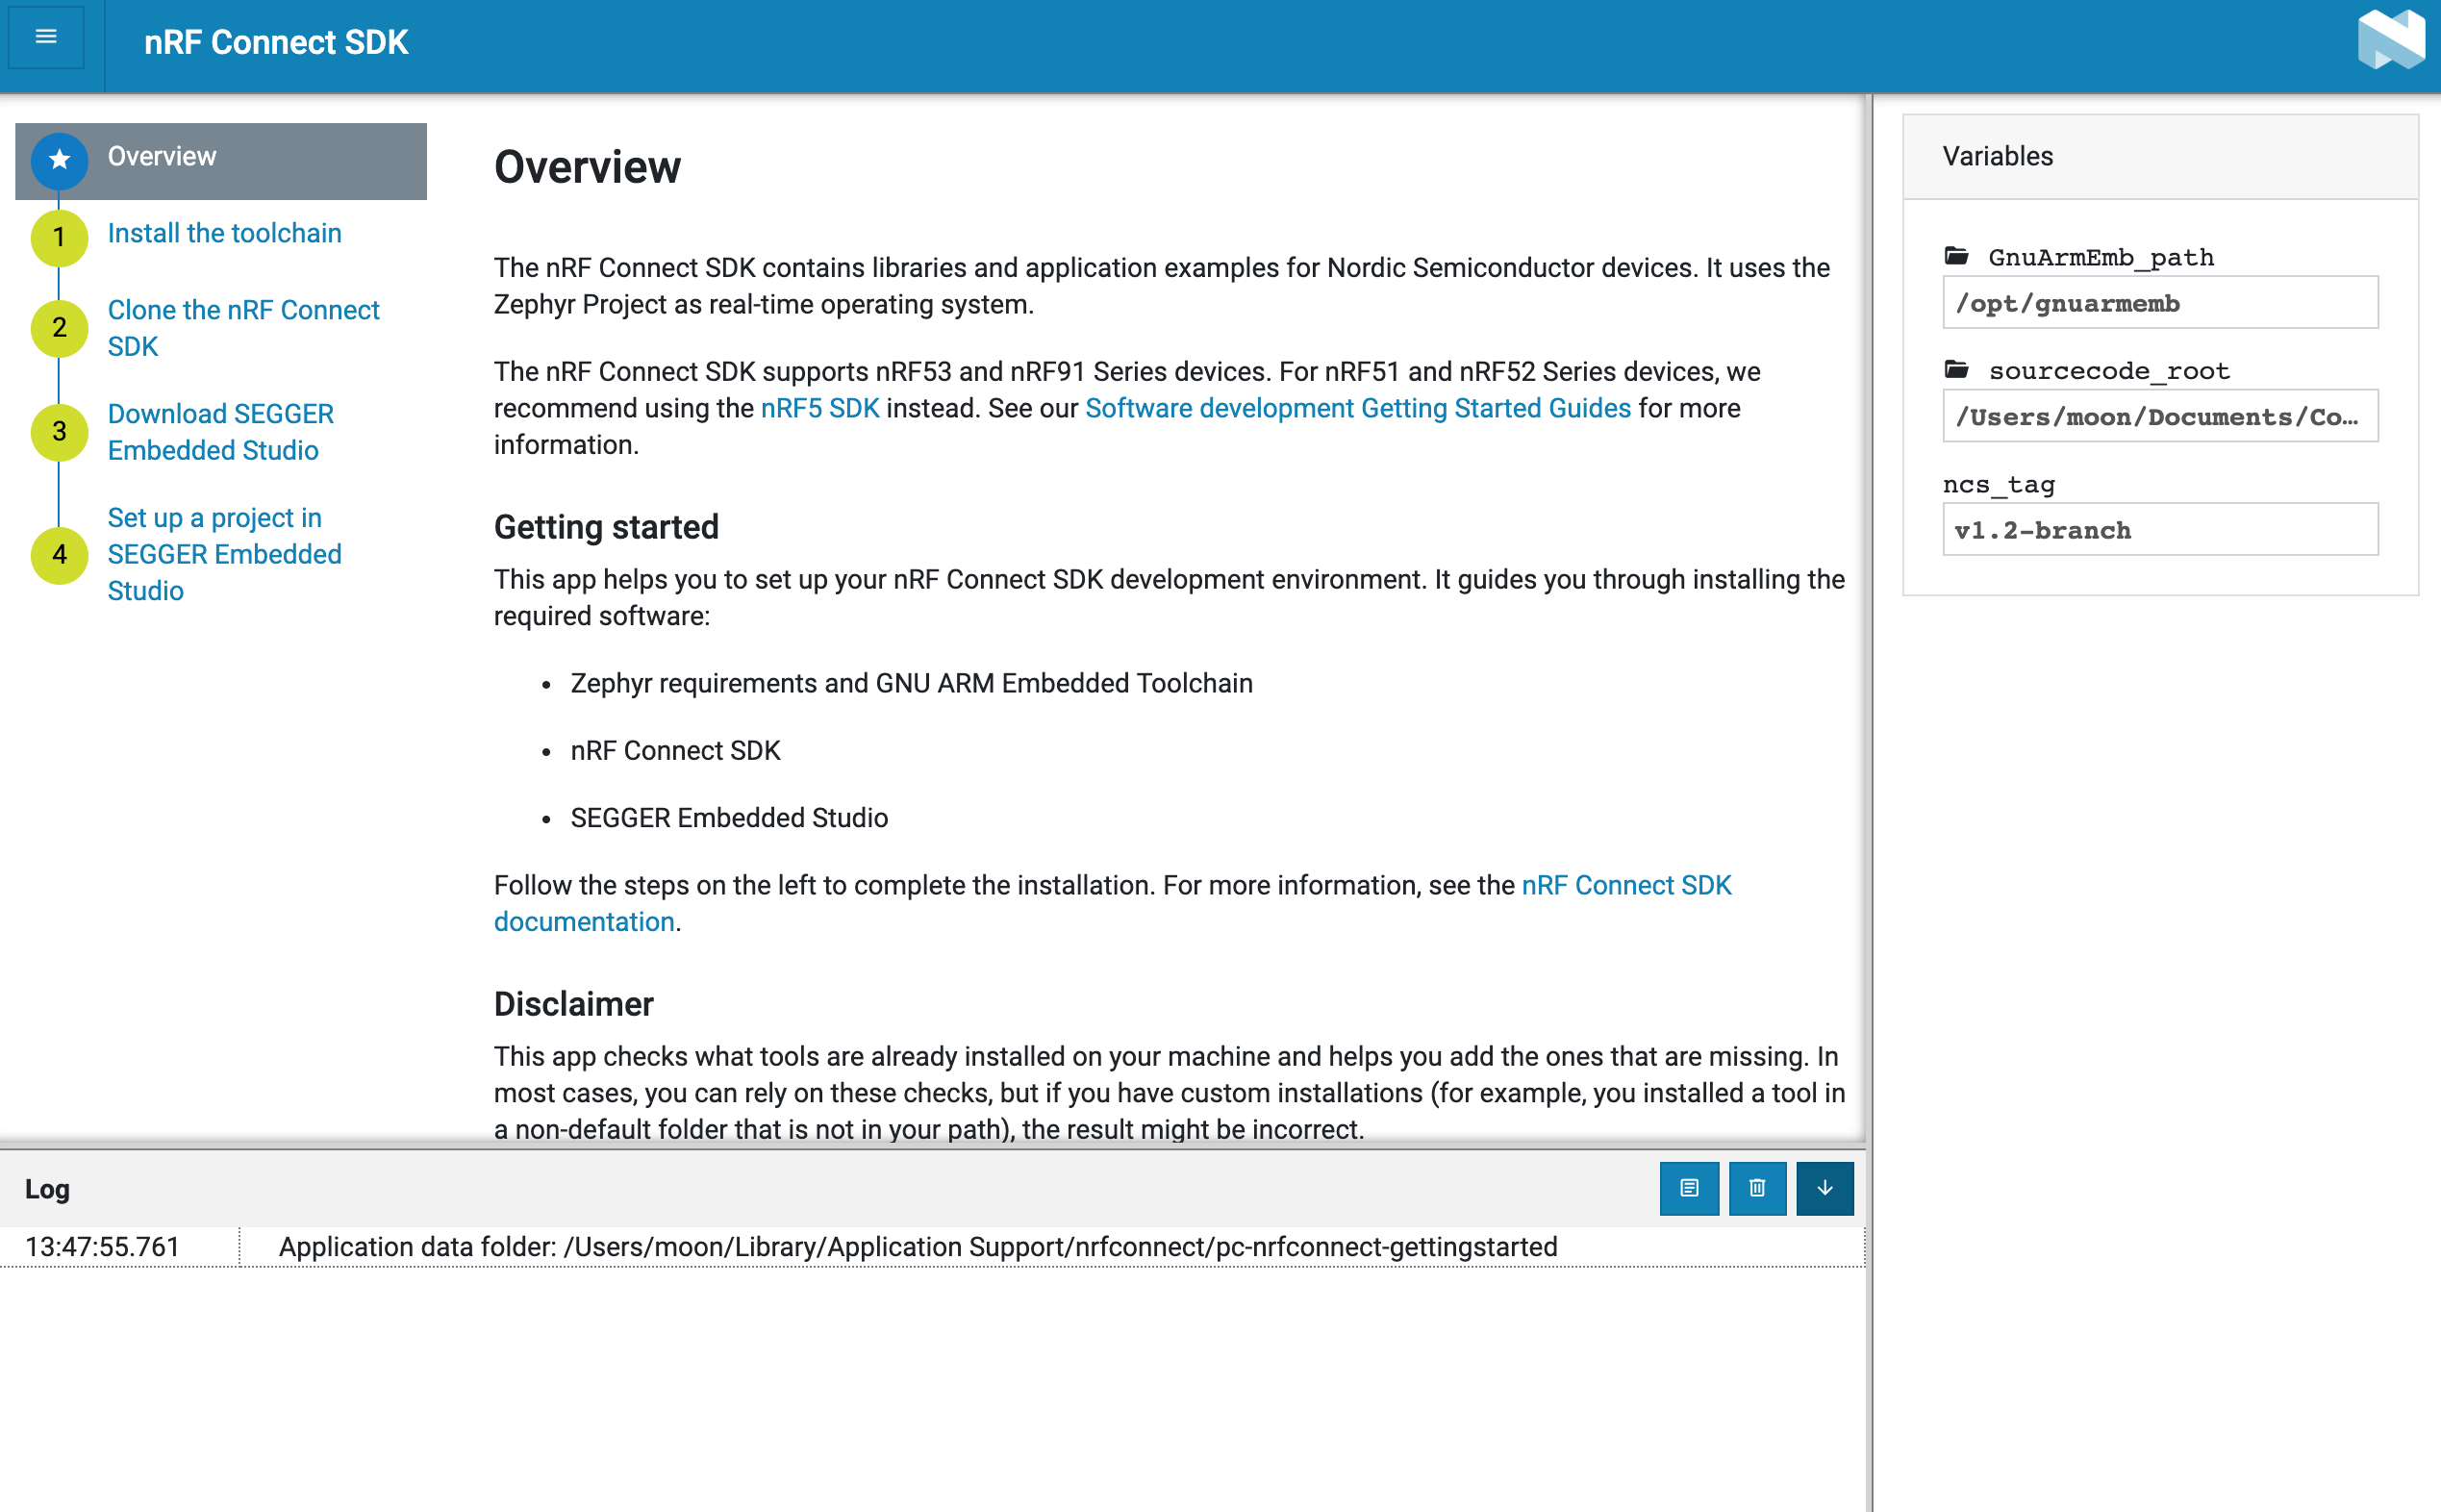 nRF Connect SDK
Overview
1
Install the toolchain
2
Clone the nRF Connect
SDK
3
Download SEGGER
Embedded Studio
4
Set up a project in
SEGGER Embedded
Studio
Overview
The nRF Connect SDK contains libraries and application examples for Nordic Semiconductor devices. It uses the
Zephyr Project as real-time operating system.
The nRF Connect SDK supports nRF53 and nRF91 Series devices. For nRF51 and nRF52 Series devices, we
recommend using the nRF5 SDK instead. See our Software development Getting Started Guides for more
information.
Getting started
This app helps you to set up your nRF Connect SDK development environment. It guides you through installing the
required software:
• Zephyr requirements and GNU ARM Embedded Toolchain
• nRF Connect SDK
• SEGGER Embedded Studio
Follow the steps on the left to complete the installation. For more information, see the nRF Connect SDK
documentation.
Disclaimer
This app checks what tools are already installed on your machine and helps you add the ones that are missing. In
most cases, you can rely on these checks, but if you have custom installations (for example, you installed a tool in
a non-default folder that is not in your path), the result might be incorrect.
Variables
GnuArmEmb_path
/opt/gnuarmemb
sourcecode_root
/Users/moon/Documents/Co…
ncs_tag
v1.2-branch
Log
13:47:55.761 Application data folder: /Users/moon/Library/Application Support/nrfconnect/pc-nrfconnect-gettingstarted